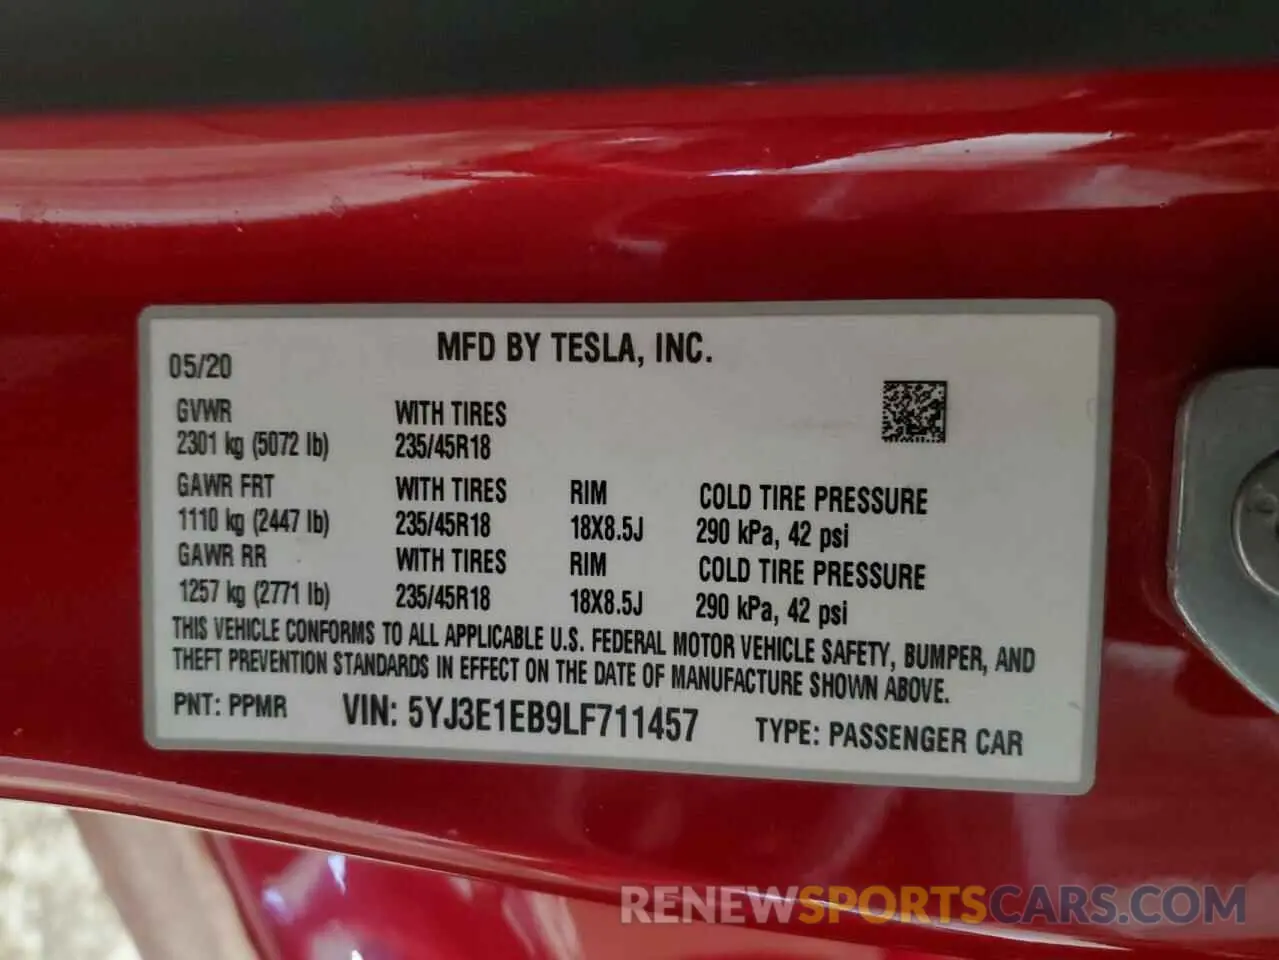 MFD BY TESLA, INC.
05/20
GVWR WITH TIRES
2301 kg (5072 lb) 235/45R18
GAWR FRT WITH TIRES RIM COLD TIRE PRESSURE
1110 kg (2447 lb) 235/45R18 18X8.5J 290 kPa, 42 psi
GAWR RR WITH TIRES RIM COLD TIRE PRESSURE
1257 kg (2771 lb) 235/45R18 18X8.5J 290 kPa, 42 psi
THIS VEHICLE CONFORMS TO ALL APPLICABLE U.S. FEDERAL MOTOR VEHICLE SAFETY, BUMPER, AND
THEFT PREVENTION STANDARDS IN EFFECT ON THE DATE OF MANUFACTURE SHOWN ABOVE.
PNT: PPMR VIN: 5YJ3E1EB9LF711457 TYPE: PASSENGER CAR
RENEWSPORTSCARS.COM